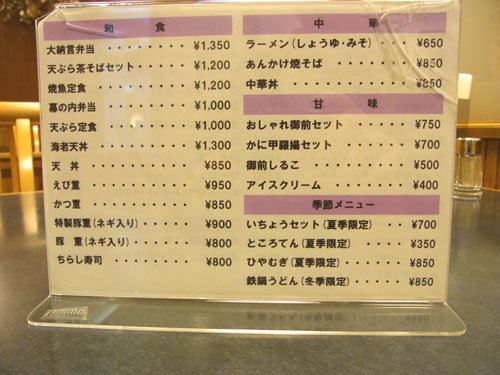 和食
大納言弁当 ・・・・・・・・ ¥1,350
天ぷら茶そばセット・・・・ ¥1,200
焼魚定食 ・・・・・・・・・ ¥1,200
幕の内弁当 ・・・・・・・・ ¥1,000
天ぷら定食 ・・・・・・・・ ¥1,000
海老天丼 ・・・・・・・・・ ¥1,300
天丼 ・・・・・・・・・・ ¥850
えび重 ・・・・・・・・・・ ¥950
かつ重 ・・・・・・・・・・ ¥850
特製豚重(ネギ入り)・・・・ ¥900
豚重(ネギ入り)・・・・・ ¥800
ちらし寿司 ・・・・・・・・ ¥800
中華
ラーメン(しょうゆ・みそ)・・・ ¥650
あんかけ焼そば ・・・・・・・ ¥850
中華丼 ・・・・・・・・・・・ ¥850
甘味
おしゃれ御前セット ・・・・・ ¥750
かに甲羅揚セット ・・・・・・ ¥700
御前しるこ ・・・・・・・・・ ¥500
アイスクリーム ・・・・・・・ ¥400
季節メニュー
いちょうセット(夏季限定)・・・ ¥700
ところてん(夏季限定)・・・・ ¥350
ひやむぎ(夏季限定)・・・・・ ¥850
鉄鍋うどん(冬季限定)・・・・ ¥850